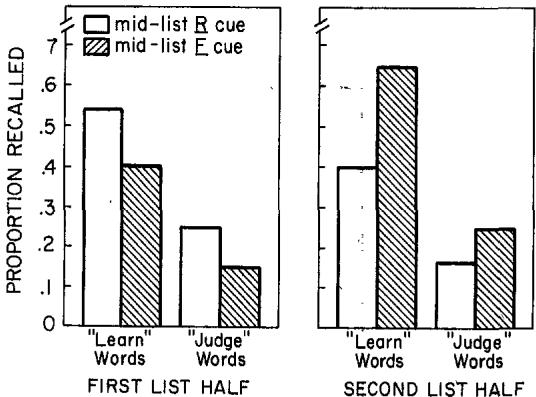 mid-list R cue
mid-list F cue
PROPORTION RECALLED
7
.6
.5
.4
.3
.2
.1
0
"Learn" Words
"Judge" Words
FIRST LIST HALF
"Learn" Words
"Judge" Words
SECOND LIST HALF